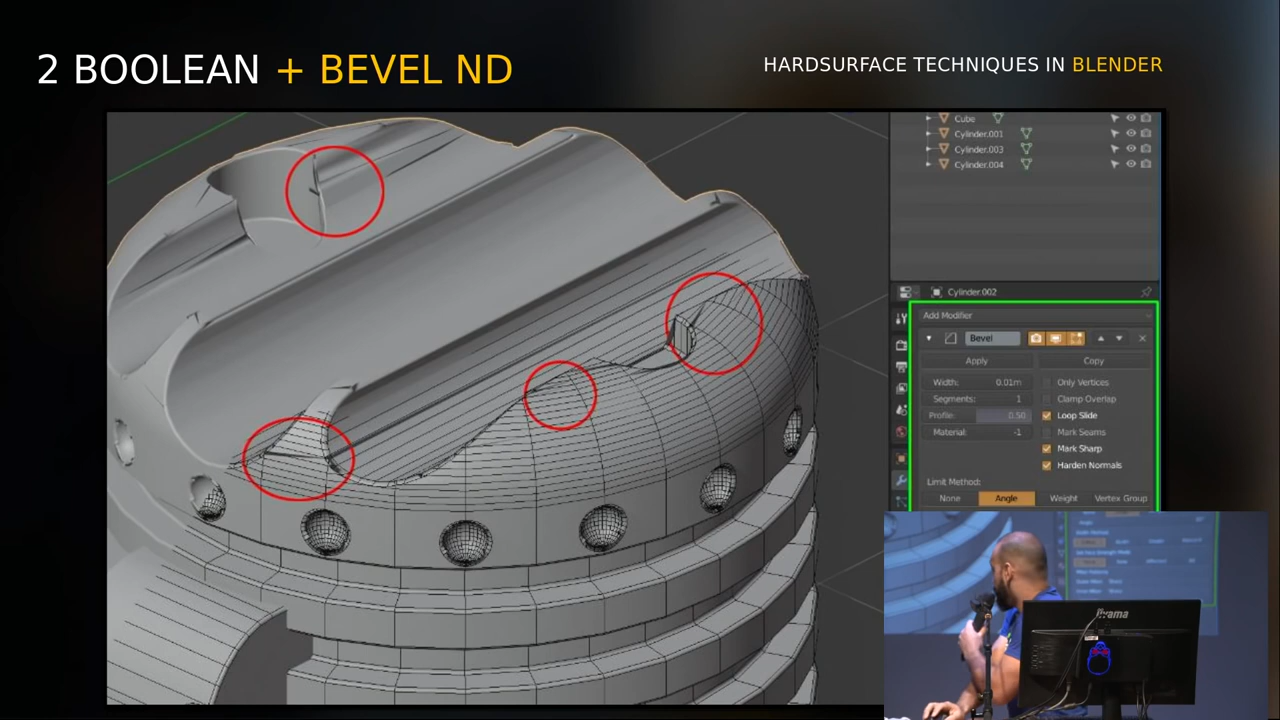 2 BOOLEAN + BEVEL ND
HARDSURFACE TECHNIQUES IN BLENDER
Cube
Cylinder.001
Cylinder.003
Cylinder.004
Cylinder.002
Add Modifier
Bevel
Apply
Copy
Width: 0.01m
Only Vertices
Segments: 1
Clamp Overlap
Profile: 0.50
Loop Slide
Material: -1
Mark Seams
Mark Sharp
Harden Normals
Limit Method:
None
Angle
Weight
Vertex Group
iiyama